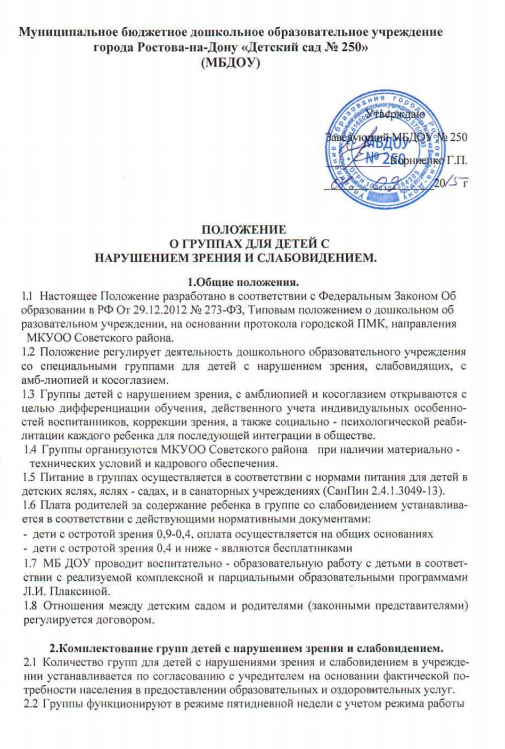 Муниципальное бюджетное дошкольное образовательное учреждение
города Ростова-на-Дону «Детский сад № 250»
(МБДОУ)
Утверждаю
Заведующий МБДОУ № 250
Корниенко Г.П.
МБДОУ
№ 250
09 2015 г
ПОЛОЖЕНИЕ
О ГРУППАХ ДЛЯ ДЕТЕЙ С
НАРУШЕНИЕМ ЗРЕНИЯ И СЛАБОВИДЕНИЕМ.
1.Общие положения.
1.1 Настоящее Положение разработано в соответствии с Федеральным Законом Об
образовании в РФ От 29.12.2012 № 273-ФЗ, Типовым положением о дошкольном об
разовательном учреждении, на основании протокола городской ПМК, направления
МКУОО Советского района.
1.2 Положение регулирует деятельность дошкольного образовательного учреждения
со специальными группами для детей с нарушением зрения, слабовидящих, с
амб-лиопией и косоглазием.
1.3 Группы детей с нарушением зрения, с амблиопией и косоглазием открываются с
целью дифференциации обучения, действенного учета индивидуальных особенно-
стей воспитанников, коррекции зрения, а также социально - психологической реаби-
литации каждого ребенка для последующей интеграции в обществе.
1.4 Группы организуются МКУОО Советского района при наличии материально -
технических условий и кадрового обеспечения.
1.5 Питание в группах осуществляется в соответствии с нормами питания для детей в
детских яслях, яслях - садах, и в санаторных учреждениях (СанПин 2.4.1.3049-13).
1.6 Плата родителей за содержание ребенка в группе со слабовидением устанавлива-
ется в соответствии с действующими нормативными документами:
- дети с остротой зрения 0,9-0,4, оплата осуществляется на общих основаниях
- дети с остротой зрения 0.4 и ниже - являются бесплатниками
1.7 МБ ДОУ проводит воспитательно - образовательную работу с детьми в соответ-
ствии с реализуемой комплексной и парциальными образовательными программами
Л.И. Плаксиной.
1.8 Отношения между детским садом и родителями (законными представителями)
регулируется договором.
2.Комплектование групп детей с нарушением зрения и слабовидением.
2.1 Количество групп для детей с нарушениями зрения и слабовидением в учрежде-
нии устанавливается по согласованию с учредителем на основании фактической по-
требности населения в предоставлении образовательных и оздоровительных услуг.
2.2 Группы функционируют в режиме пятидневной недели с учетом режима работы